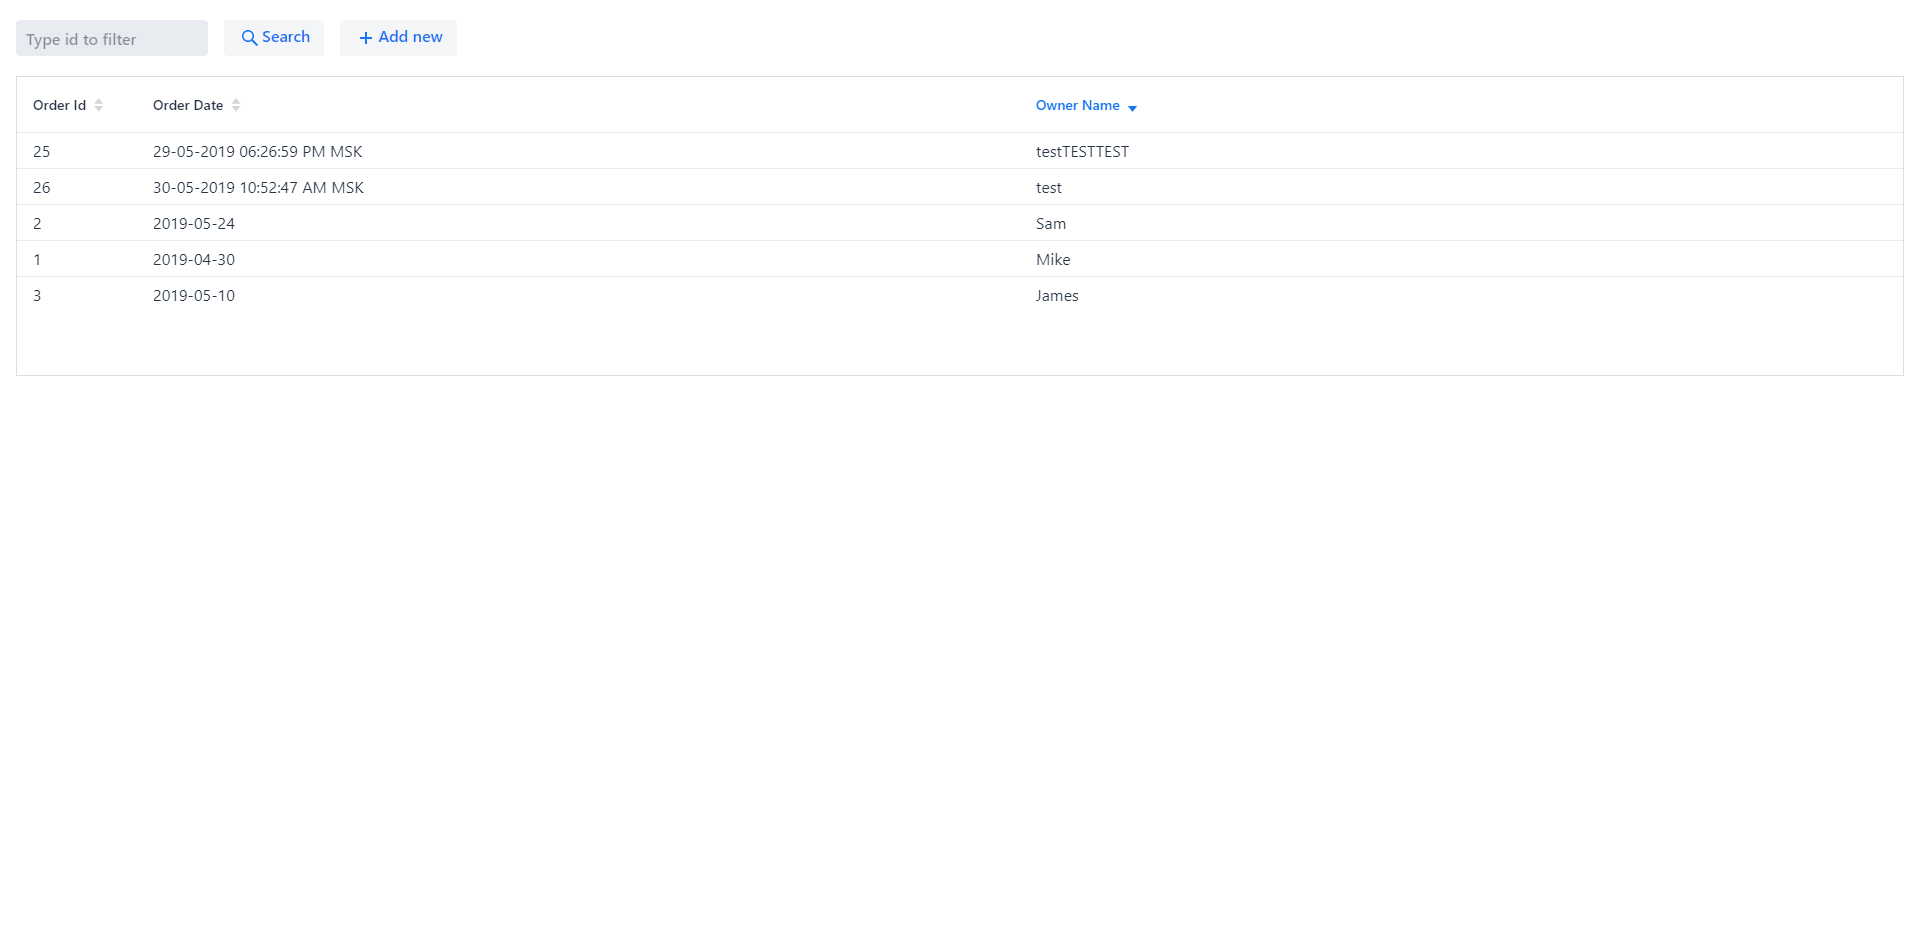 Type id to filter Search Add new
Order Id Order Date Owner Name
25 29-05-2019 06:26:59 PM MSK testTESTTEST
26 30-05-2019 10:52:47 AM MSK test
2 2019-05-24 Sam
1 2019-04-30 Mike
3 2019-05-10 James